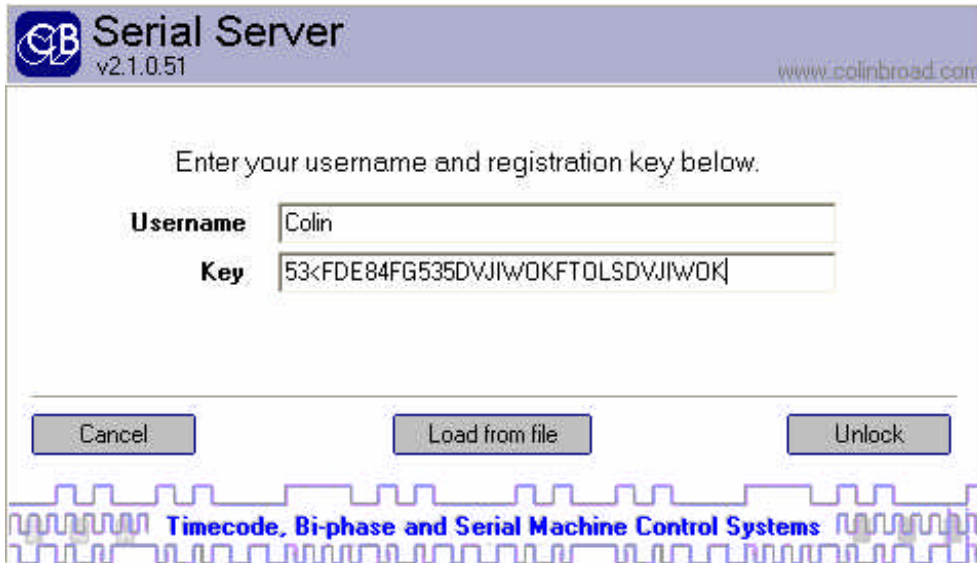 CB Serial Server
v2.1.0.51
www.colinbroad.com
Enter your username and registration key below.
Username Colin
Key 53<FDE84FG535DVJIWOKFTOLSDVJIWOK
Cancel Load from file Unlock
Timecode, Bi-phase and Serial Machine Control Systems